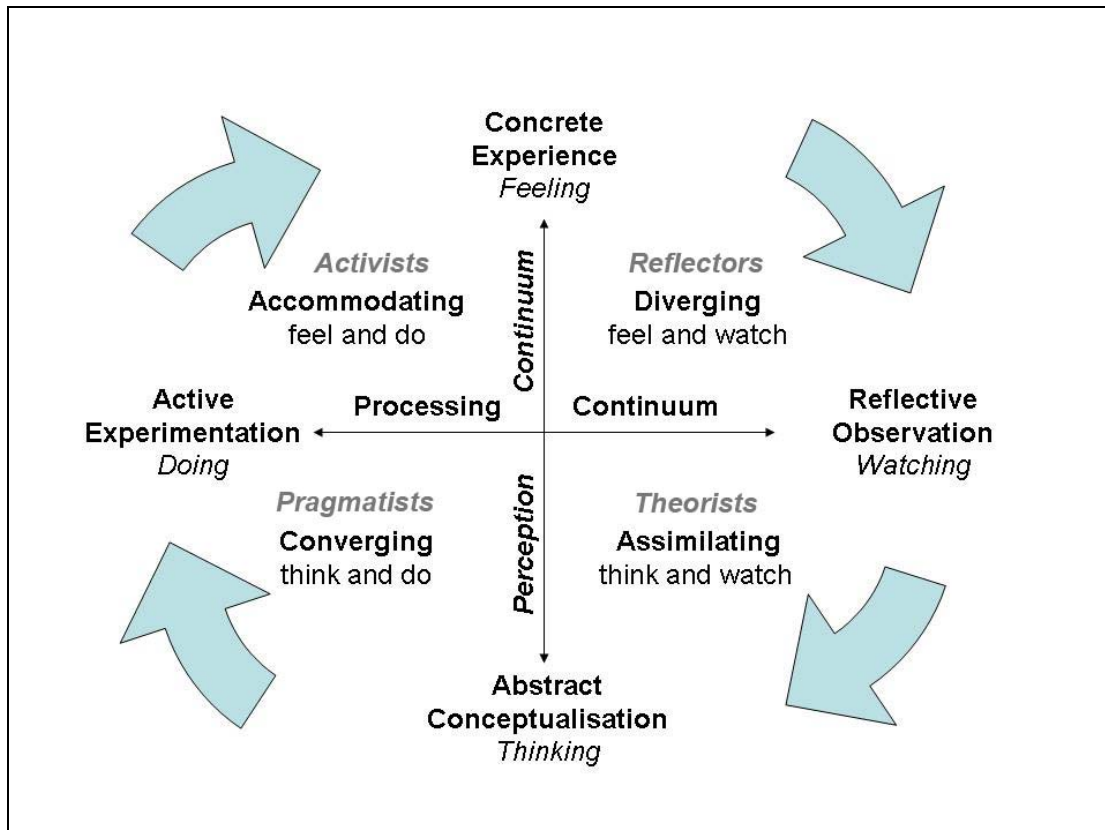 Concrete
Experience
Feeling
Activists
Accommodating
feel and do
Reflectors
Diverging
feel and watch
Perception Continuum
Processing Continuum
Active
Experimentation
Doing
Reflective
Observation
Watching
Pragmatists
Converging
think and do
Theorists
Assimilating
think and watch
Abstract
Conceptualisation
Thinking